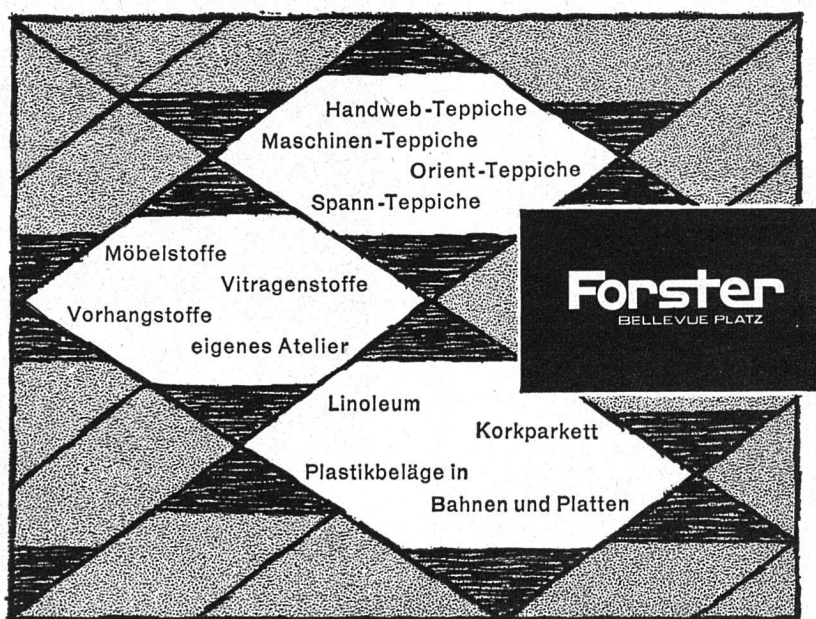 Handweb-Teppiche
Maschinen-Teppiche
Orient-Teppiche
Spann-Teppiche
Möbelstoffe
Vitragenstoffe
Vorhangstoffe
eigenes Atelier
Forster
BELLEVUE PLATZ
Linoleum
Korkparkett
Plastikbeläge in
Bahnen und Platten